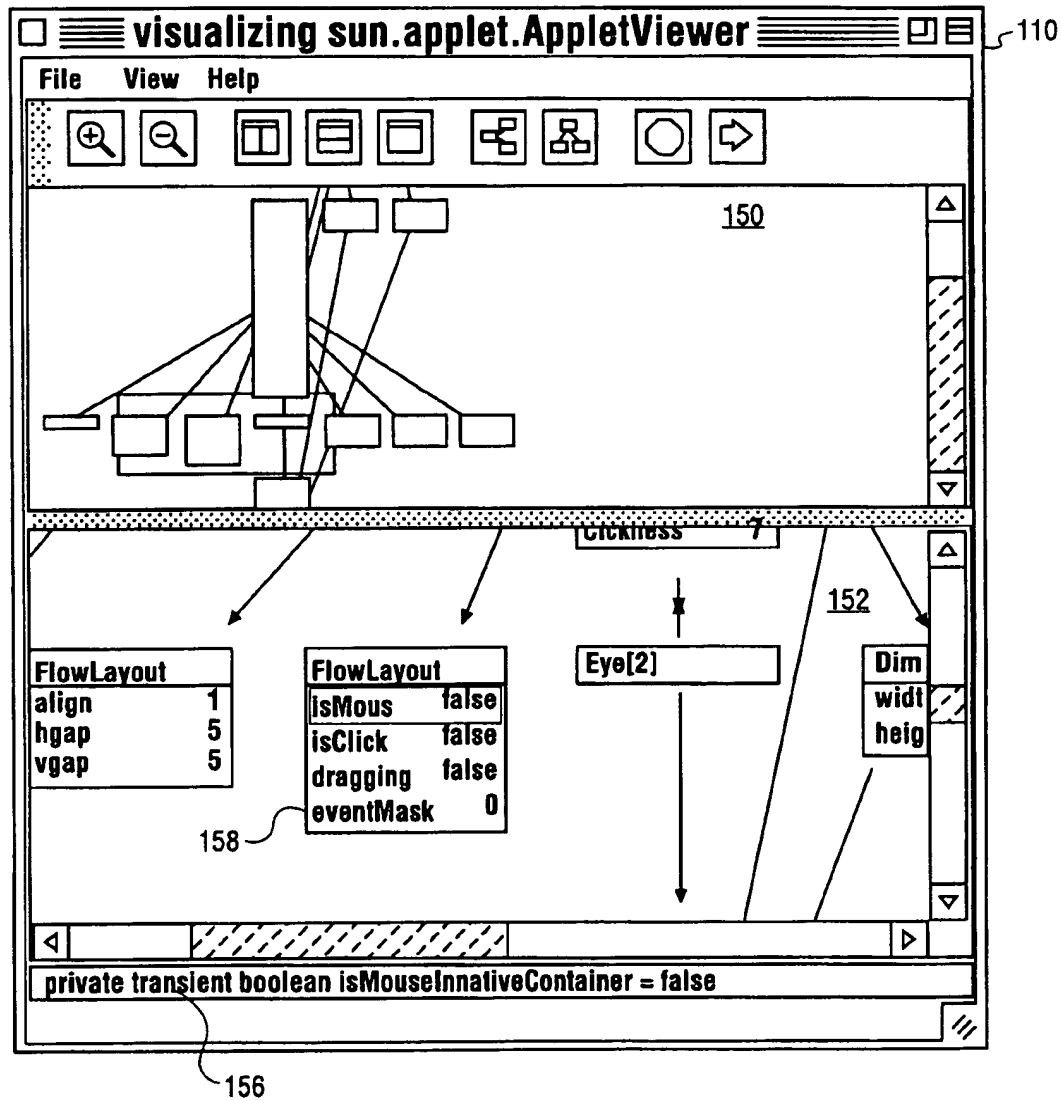 visualizing sun.applet.AppletViewer
110
File View Help
150
7
152
FlowLayout
align 1
hgap 5
vgap 5
FlowLayout
isMous false
isClick false
dragging false
eventMask 0
158
Eye[2]
Dim
widt
heig
private transient boolean isMouseInnativeContainer = false
156